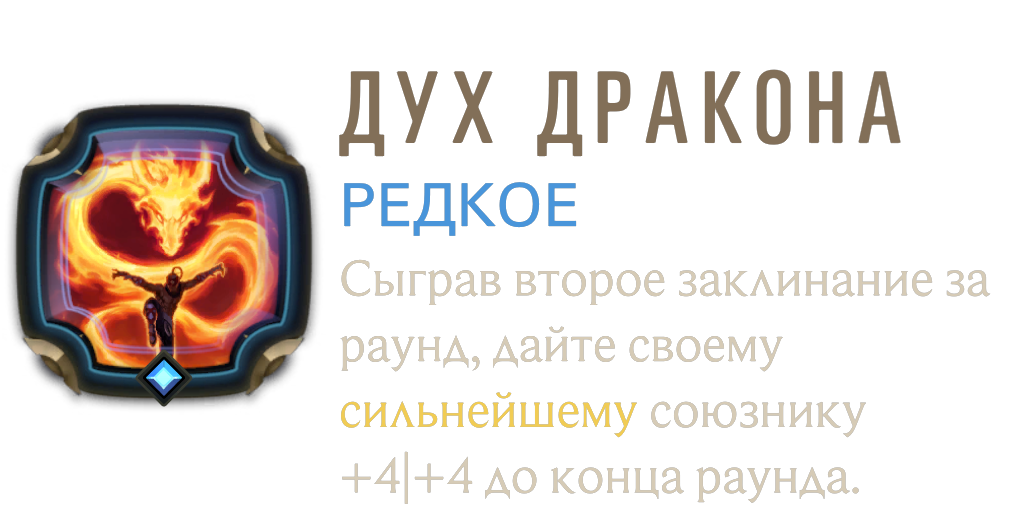 ДУХ ДРАКОНА
РЕДКОЕ
Сыграв второе заклинание за
раунд, дайте своему
сильнейшему союзнику
+4|+4 до конца раунда.